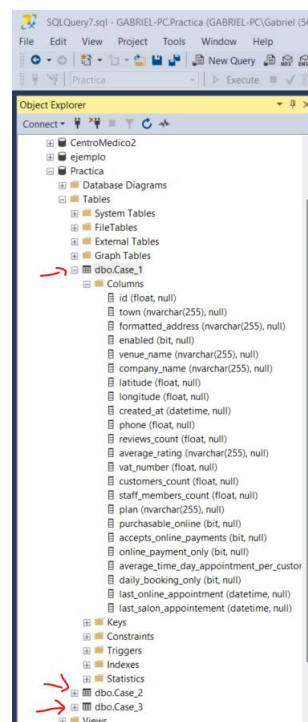 SQLQuery7.sql - GABRIEL-PC.Practica (GABRIEL-PC\Gabriel (5
File Edit View Project Tools Window Help
New Query
Practica Execute
Object Explorer
Connect
CentroMedico2
ejemplo
Practica
Database Diagrams
Tables
System Tables
FileTables
External Tables
Graph Tables
dbo.Case_1
Columns
id (float, null)
town (nvarchar(255), null)
formatted_address (nvarchar(255), null)
enabled (bit, null)
venue_name (nvarchar(255), null)
company_name (nvarchar(255), null)
latitude (float, null)
longitude (float, null)
created_at (datetime, null)
phone (float, null)
reviews_count (float, null)
average_rating (nvarchar(255), null)
vat_number (float, null)
customers_count (float, null)
staff_members_count (float, null)
plan (nvarchar(255), null)
purchasable_online (bit, null)
accepts_online_payments (bit, null)
online_payment_only (bit, null)
average_time_day_appointment_per_custor
daily_booking_only (bit, null)
last_online_appointment (datetime, null)
last_salon_appointement (datetime, null)
Keys
Constraints
Triggers
Indexes
Statistics
dbo.Case_2
dbo.Case_3
Views